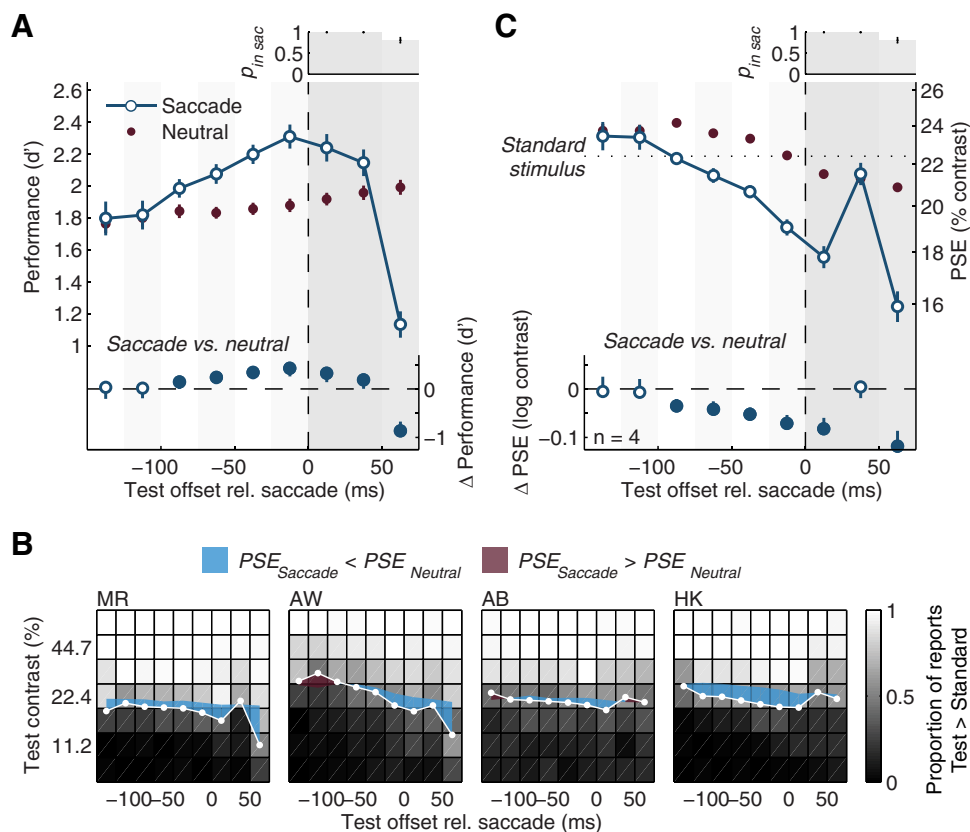 A
p in sac
1
0.5
0
Performance (d')
2.6
2.4
2.2
2
1.8
1.6
1.4
1.2
1
Saccade
Neutral
Saccade vs. neutral
0
−1
Δ Performance (d')
−100
−50
0
50
Test offset rel. saccade (ms)
C
p in sac
1
0.5
0
Standard
stimulus
26
24
22
20
18
16
PSE (% contrast)
Saccade vs. neutral
Δ PSE (log contrast)
0
−0.1
n = 4
−100
−50
0
50
Test offset rel. saccade (ms)
B
PSE Saccade < PSE Neutral
PSE Saccade > PSE Neutral
MR
AW
AB
HK
Test contrast (%)
44.7
22.4
11.2
−100 −50 0 50
−100 −50 0 50
−100 −50 0 50
−100 −50 0 50
Test offset rel. saccade (ms)
1
0.5
0
Proportion of reports
Test > Standard